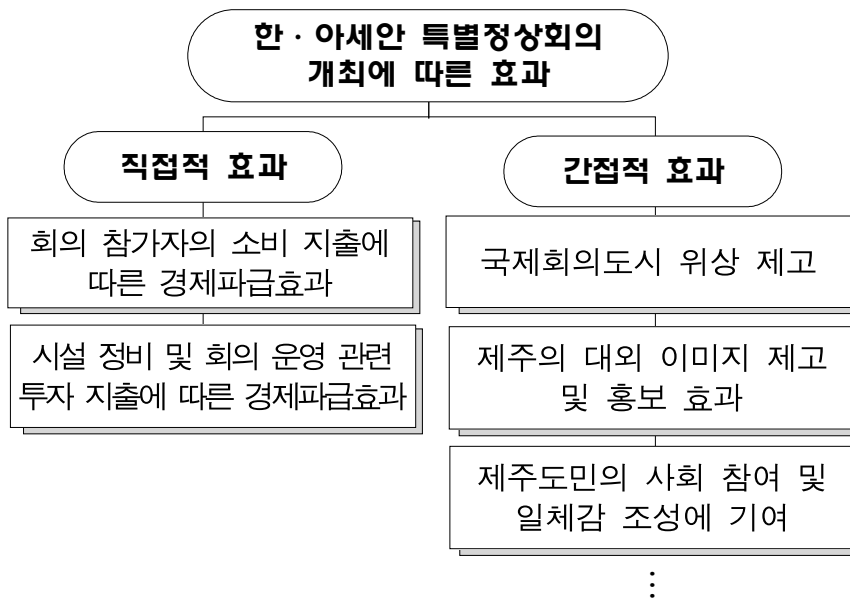 한 · 아세안 특별정상회의
개최에 따른 효과
직접적 효과
회의 참가자의 소비 지출에
따른 경제파급효과
시설 정비 및 회의 운영 관련
투자 지출에 따른 경제파급효과
간접적 효과
국제회의도시 위상 제고
제주의 대외 이미지 제고
및 홍보 효과
제주도민의 사회 참여 및
일체감 조성에 기여
⋮